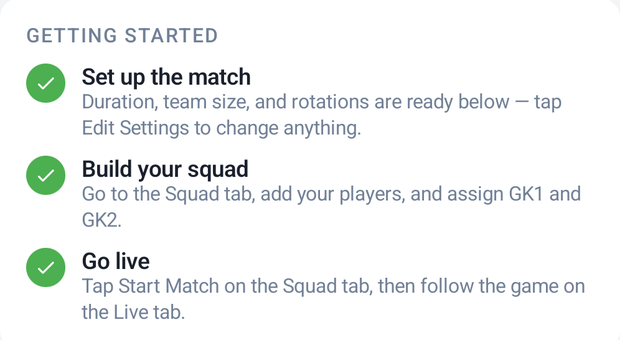 GETTING STARTED
Set up the match
Duration, team size, and rotations are ready below — tap
Edit Settings to change anything.
Build your squad
Go to the Squad tab, add your players, and assign GK1 and
GK2.
Go live
Tap Start Match on the Squad tab, then follow the game on
the Live tab.